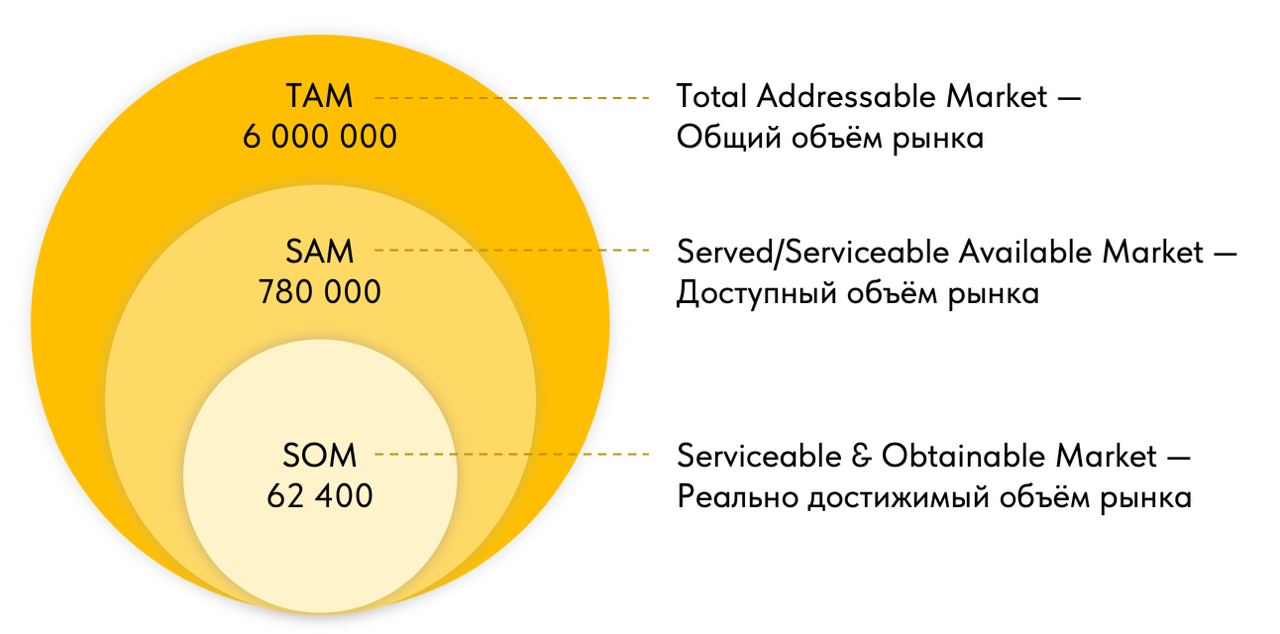 TAM
6 000 000
Total Addressable Market —
Общий объём рынка
SAM
780 000
Served/Serviceable Available Market —
Доступный объём рынка
SOM
62 400
Serviceable & Obtainable Market —
Реально достижимый объём рынка